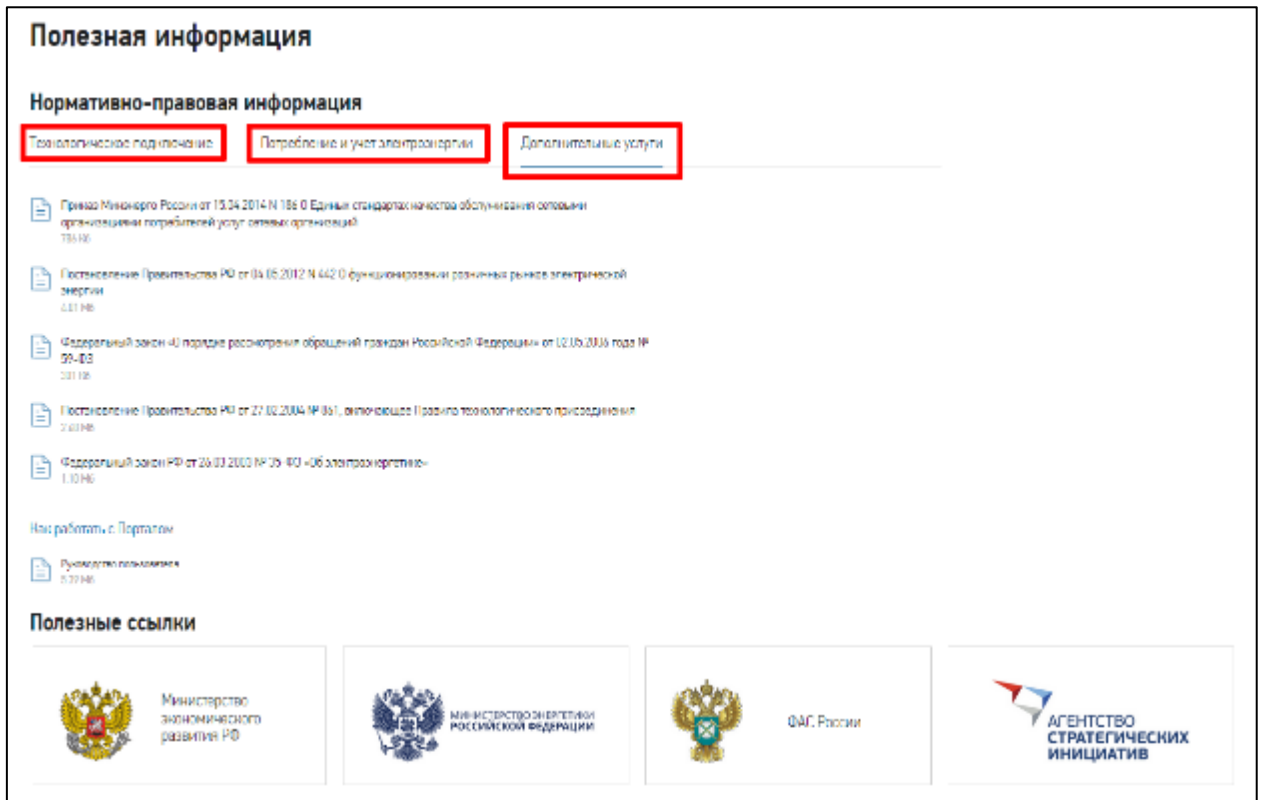 Полезная информация
Нормативно-правовая информация
Технологическое подключение
Потребление и учет электроэнергии
Дополнительные услуги
Приказ Минэнерго России от 15.04.2014 N 186 О Единых стандартах качества обслуживания сетевыми
организациями потребителей услуг сетевых организаций
Постановление Правительства РФ от 04.05.2012 N 442 О функционировании розничных рынков электрической
энергии
Федеральный закон «О порядке рассмотрения обращений граждан Российской Федерации» от 02.05.2006 года №
59-ФЗ
Постановление Правительства РФ от 27.02.2004 № 861, включающее Правила технологического присоединения
Федеральный закон РФ от 26.03.2003 № 35-ФЗ «Об электроэнергетике»
1.10 Мб
Как работать с Порталом
Руководство пользователя
Полезные ссылки
Министерство
экономического
развития РФ
МИНИСТЕРСТВО ЭНЕРГЕТИКИ
РОССИЙСКОЙ ФЕДЕРАЦИИ
ФАС России
АГЕНТСТВО
СТРАТЕГИЧЕСКИХ
ИНИЦИАТИВ